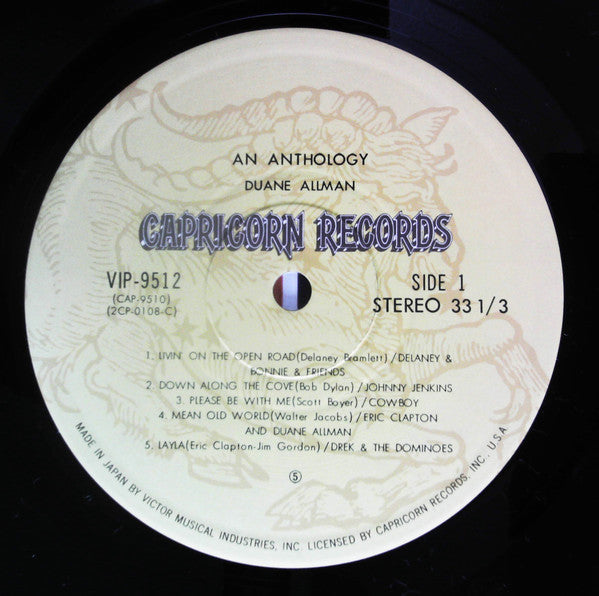 AN ANTHOLOGY
DUANE ALLMAN
CAPRICORN RECORDS
VIP-9512
(CAP-9510)
(2CP-0108-C)
SIDE 1
STEREO 33 1/3
1. LIVIN' ON THE OPEN ROAD(Delaney Bramlett)/DELANEY &
BONNIE & FRIENDS
2. DOWN ALONG THE COVE(Bob Dylan)/JOHNNY JENKINS
3. PLEASE BE WITH ME(Scott Boyer)/COWBOY
4. MEAN OLD WORLD(Walter Jacobs)/ERIC CLAPTON
AND DUANE ALLMAN
5. LAYLA(Eric Clapton-Jim Gordon)/DREK & THE DOMINOES
⑤
MADE IN JAPAN BY VICTOR MUSICAL INDUSTRIES, INC. LICENSED BY CAPRICORN RECORDS, INC., U.S.A